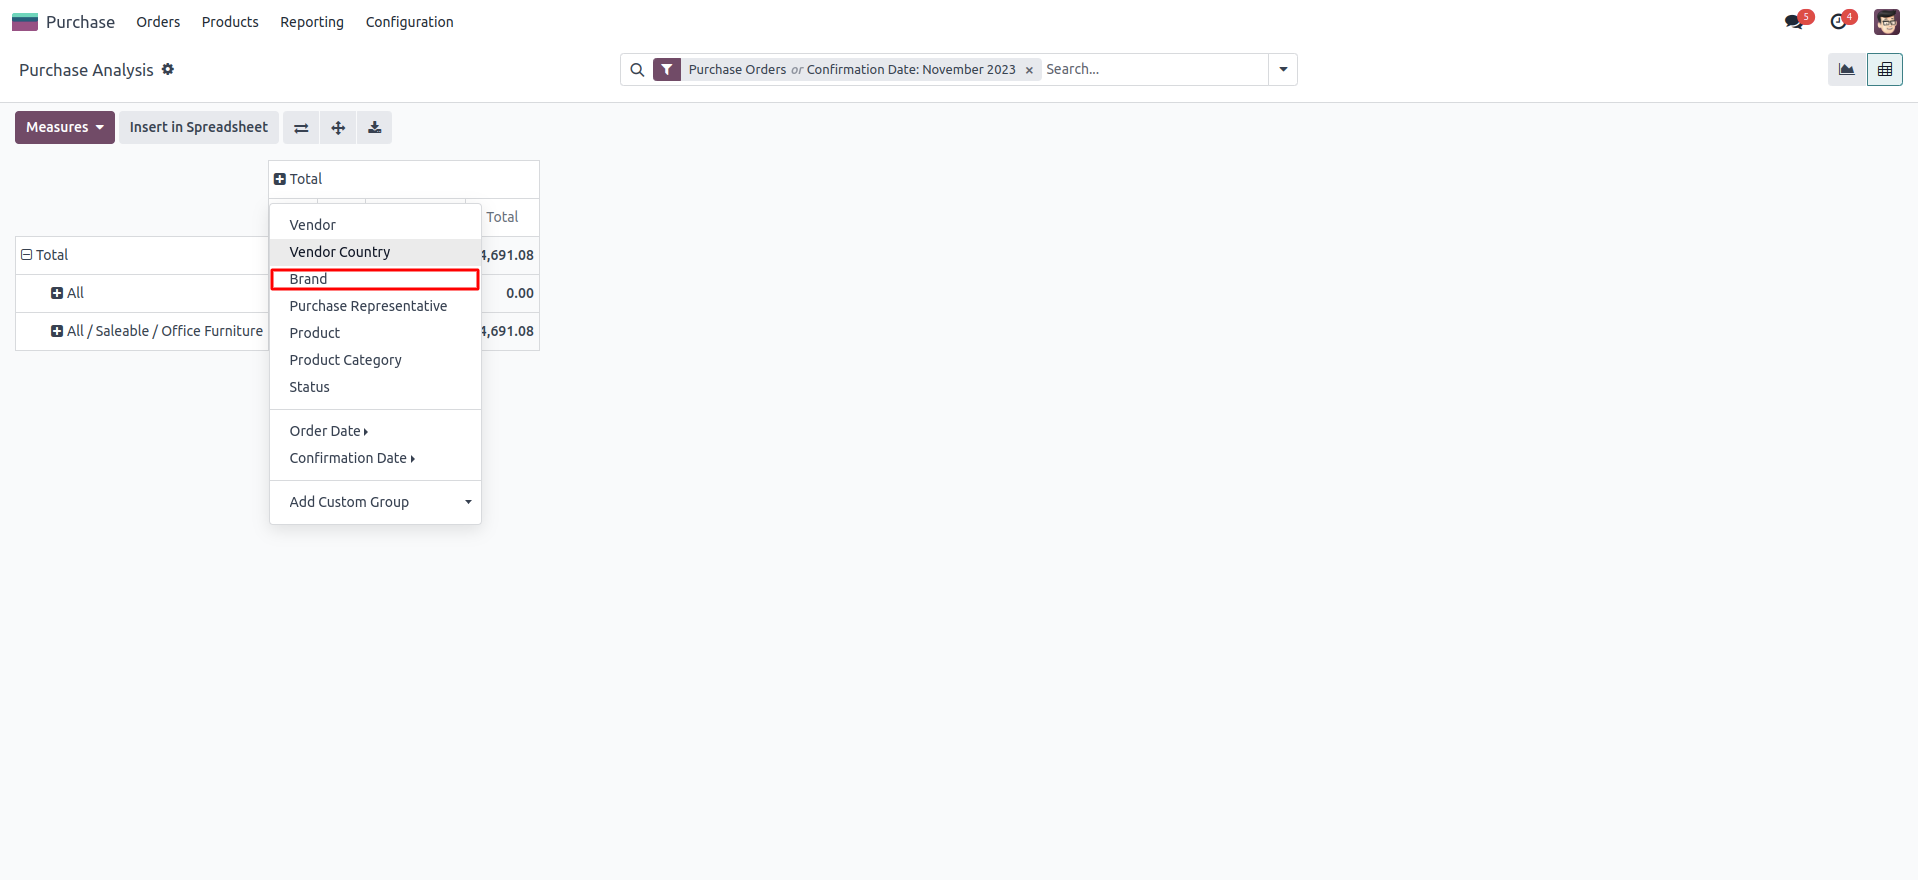 Purchase Orders Products Reporting Configuration 5 4
Purchase Analysis Purchase Orders or Confirmation Date: November 2023 × Search...
Measures Insert in Spreadsheet
Total
Total
Total 4,691.08
All 0.00
All / Saleable / Office Furniture 4,691.08
Vendor
Vendor Country
Brand
Purchase Representative
Product
Product Category
Status
Order Date
Confirmation Date
Add Custom Group